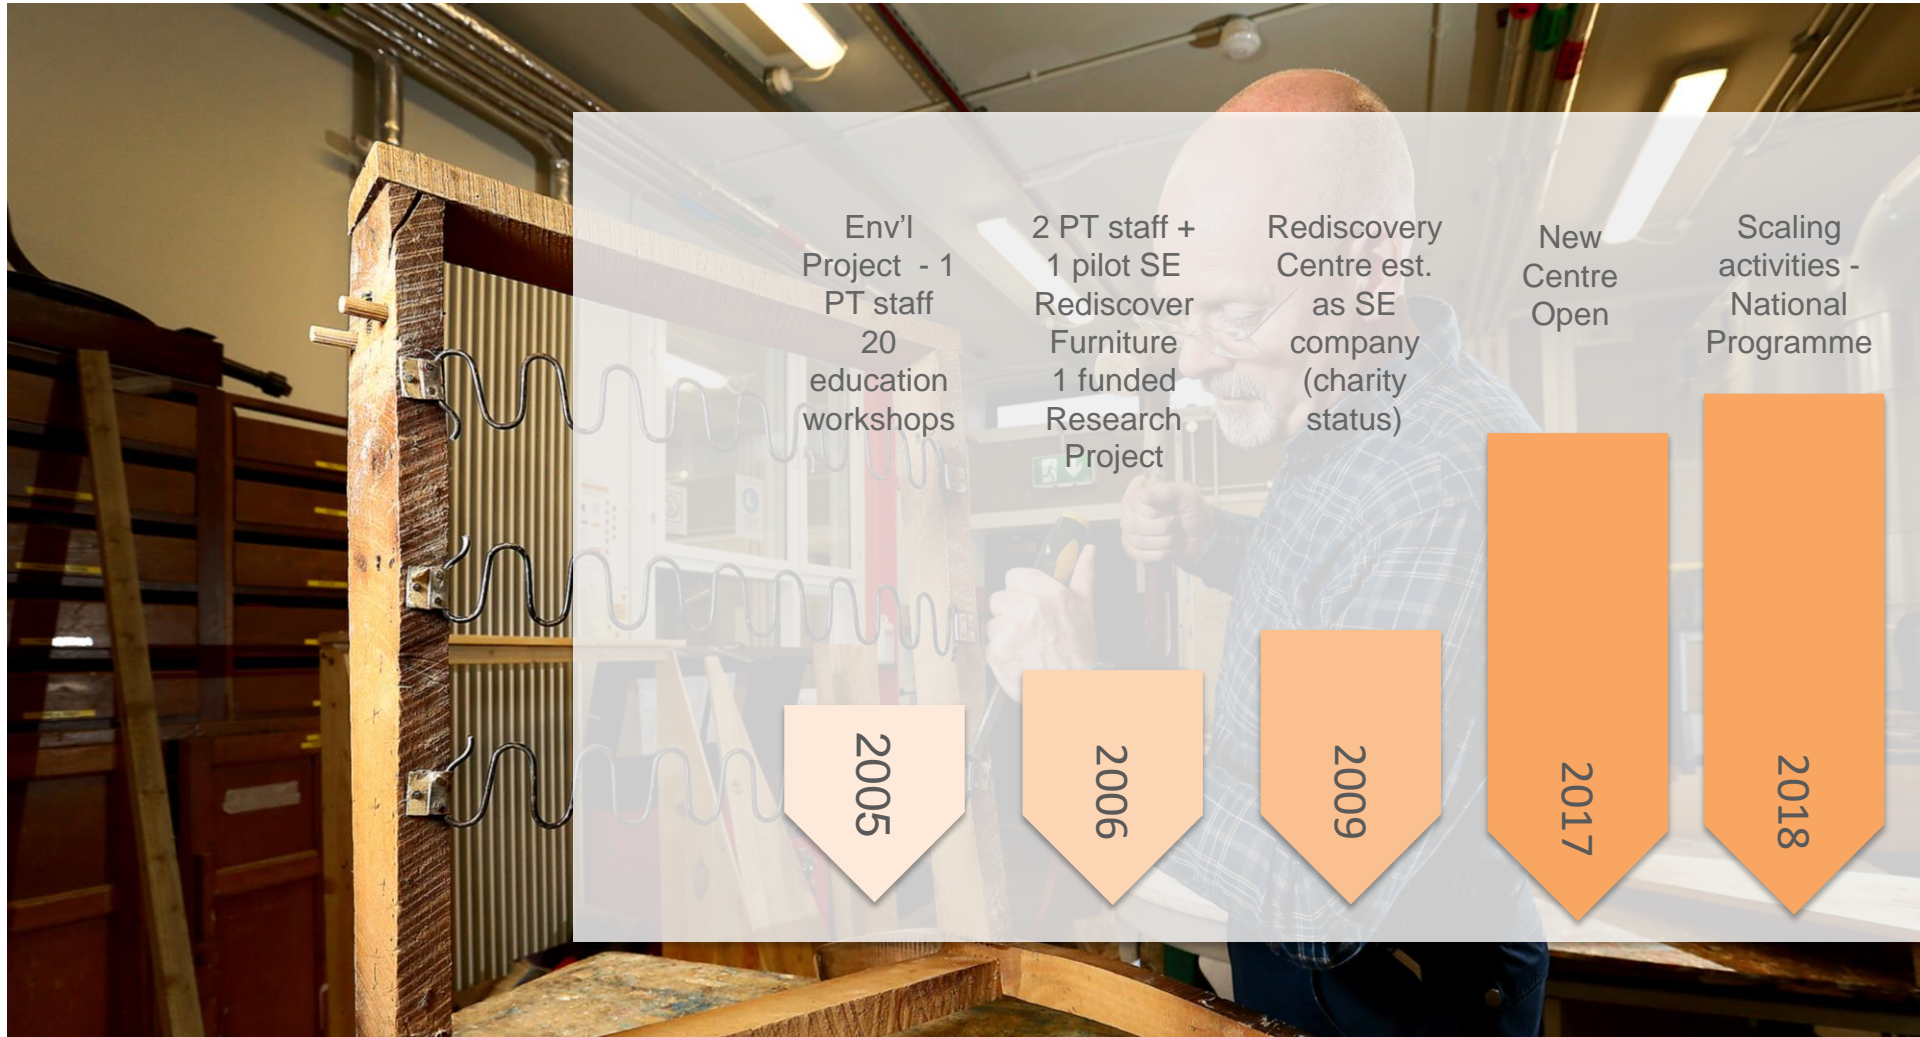 Env’l
Project  - 1
PT staff
20
education
workshops
2005
2 PT staff +
1 pilot SE
Rediscover
Furniture
1 funded
Research
Project
2006
Rediscovery
Centre est.
as SE
company
(charity
status)
2009
New
Centre
Open
2017
Scaling
activities -
National
Programme
2018